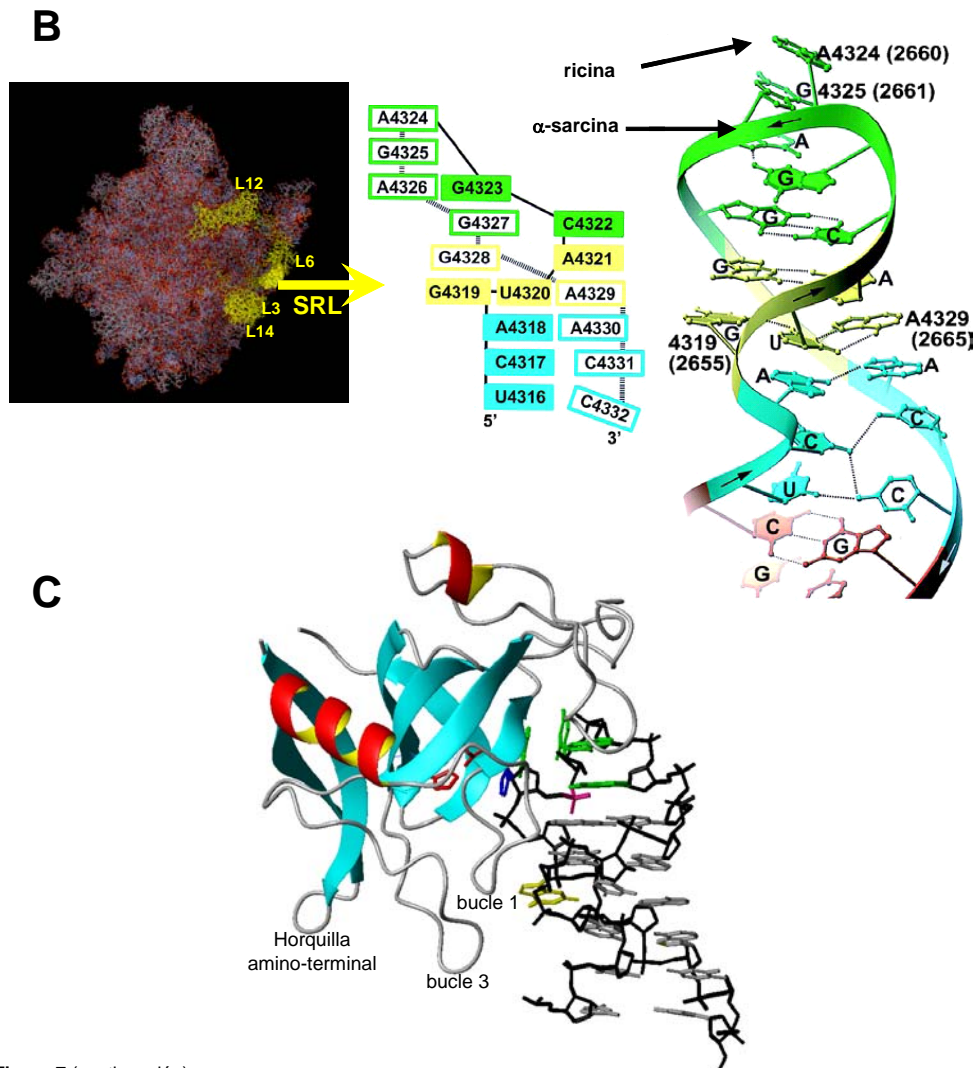 B
ricina
α-sarcina
L12
L6
L3
L14
SRL
A4324
G4325
A4326
G4323
G4327
C4322
G4328
A4321
G4319
U4320
A4329
A4318
A4330
C4317
C4331
U4316
C4332
5'
3'
A4324 (2660)
G4325 (2661)
A
G
G
C
G
A
4319
(2655)
G
U
A4329
(2665)
A
A
C
C
U
C
C
G
G
C
bucle 1
Horquilla
amino-terminal
bucle 3